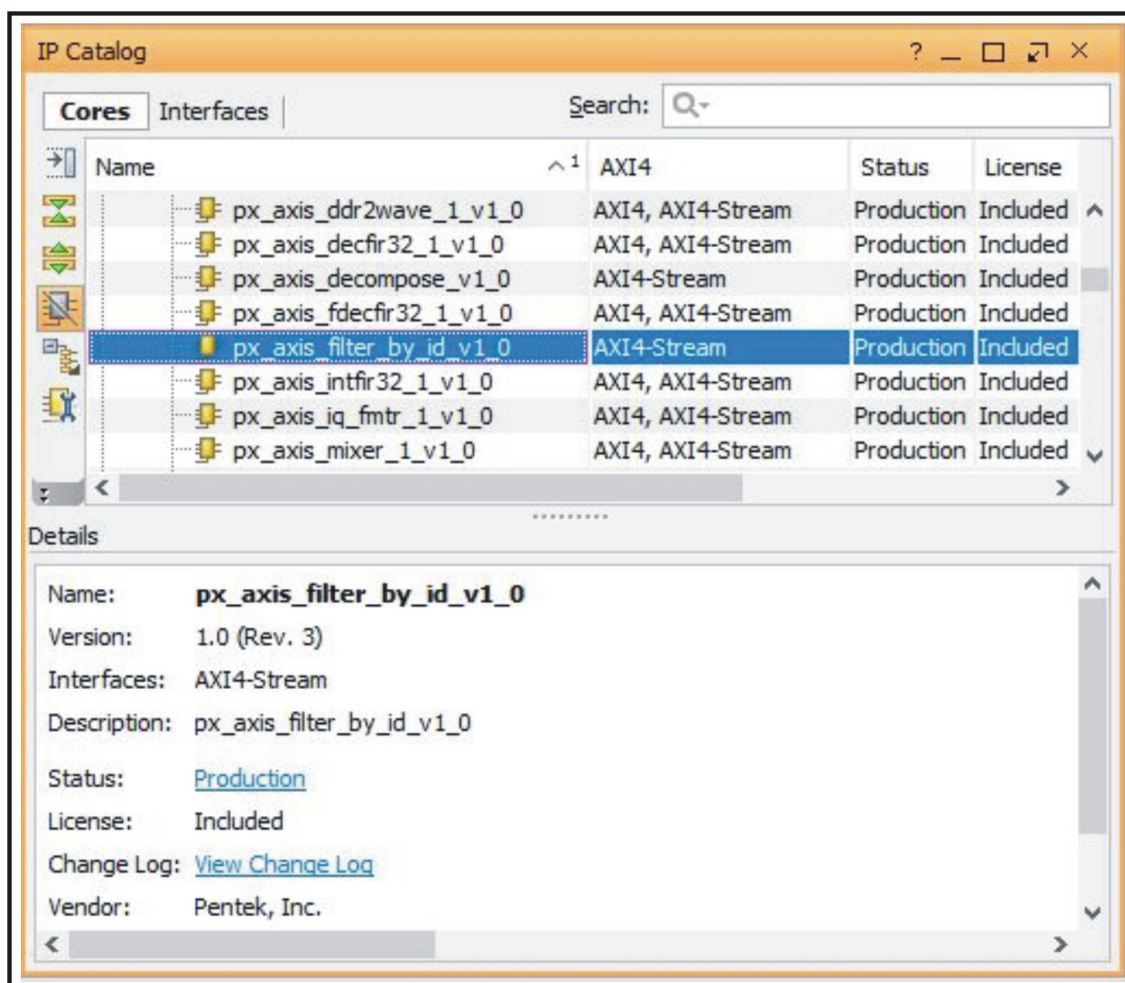 IP Catalog
Cores Interfaces Search:
Name 1 AXI4 Status License
px_axis_ddr2wave_1_v1_0 AXI4, AXI4-Stream Production Included
px_axis_decfir32_1_v1_0 AXI4, AXI4-Stream Production Included
px_axis_decompose_v1_0 AXI4-Stream Production Included
px_axis_fdecfir32_1_v1_0 AXI4, AXI4-Stream Production Included
px_axis_filter_by_id_v1_0 AXI4-Stream Production Included
px_axis_intfir32_1_v1_0 AXI4, AXI4-Stream Production Included
px_axis_iq_fmtr_1_v1_0 AXI4, AXI4-Stream Production Included
px_axis_mixer_1_v1_0 AXI4, AXI4-Stream Production Included
Details
Name: px_axis_filter_by_id_v1_0
Version: 1.0 (Rev. 3)
Interfaces: AXI4-Stream
Description: px_axis_filter_by_id_v1_0
Status: Production
License: Included
Change Log: View Change Log
Vendor: Pentek, Inc.